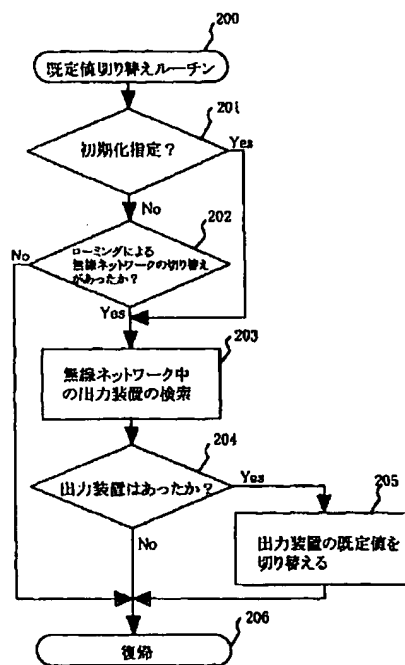 200
既定値切り替えルーチン
201
初期化指定？
Yes
No
202
No
ローミングによる
無線ネットワークの切り替え
があったか？
Yes
203
無線ネットワーク中
の出力装置の検索
204
出力装置はあったか？
Yes
205
No
出力装置の既定値を
切り替える
206
復帰